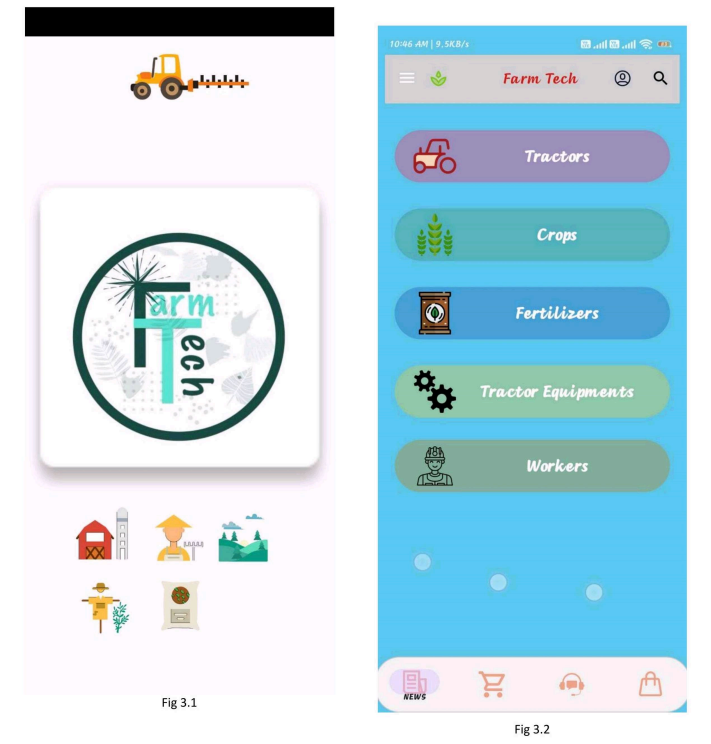 Farm
Tech
Fig 3.1
10:46 AM | 9.5KB/s
Farm Tech
Tractors
Crops
Fertilizers
Tractor Equipments
Workers
NEWS
Fig 3.2